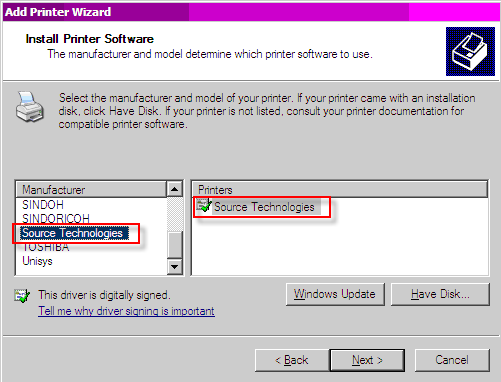 Add Printer Wizard
Install Printer Software
The manufacturer and model determine which printer software to use.
Select the manufacturer and model of your printer. If your printer came with an installation
disk, click Have Disk. If your printer is not listed, consult your printer documentation for
compatible printer software.
Manufacturer
SINDOH
SINDORICOH
Source Technologies
TOSHIBA
Unisys
Printers
Source Technologies
This driver is digitally signed.
Tell me why driver signing is important
Windows Update
Have Disk...
< Back
Next >
Cancel